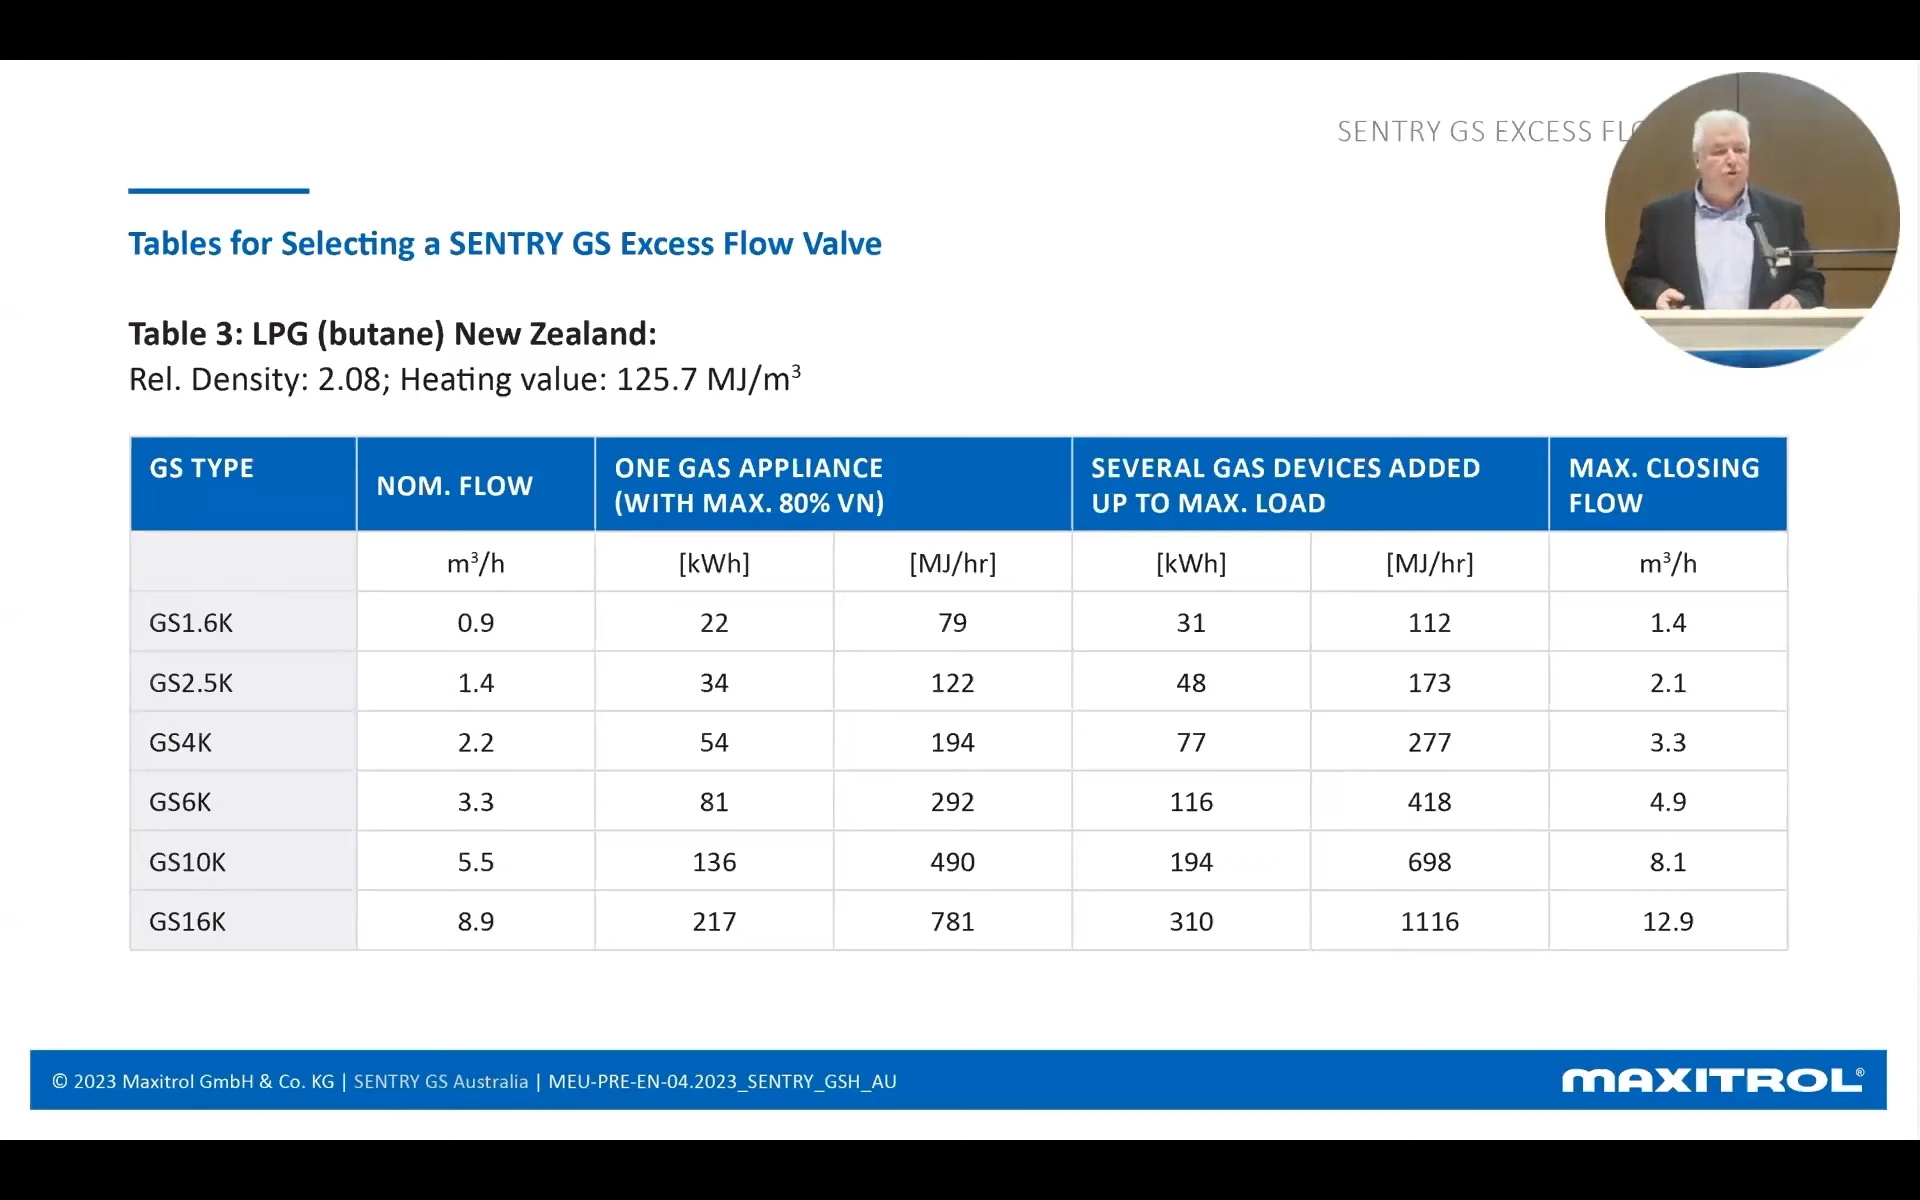 SENTRY GS EXCESS
Tables for Selecting a SENTRY GS Excess Flow Valve
Table 3: LPG (butane) New Zealand:
Rel. Density: 2.08; Heating value: 125.7 MJ/m³
GS TYPE NOM. FLOW ONE GAS APPLIANCE (WITH MAX. 80% VN) SEVERAL GAS DEVICES ADDED UP TO MAX. LOAD MAX. CLOSING FLOW
m³/h [kWh] [MJ/hr] [kWh] [MJ/hr] m³/h
GS1.6K 0.9 22 79 31 112 1.4
GS2.5K 1.4 34 122 48 173 2.1
GS4K 2.2 54 194 77 277 3.3
GS6K 3.3 81 292 116 418 4.9
GS10K 5.5 136 490 194 698 8.1
GS16K 8.9 217 781 310 1116 12.9
© 2023 Maxitrol GmbH & Co. KG | SENTRY GS Australia | MEU-PRE-EN-04.2023_SENTRY_GSH_AU
MAXITROL®